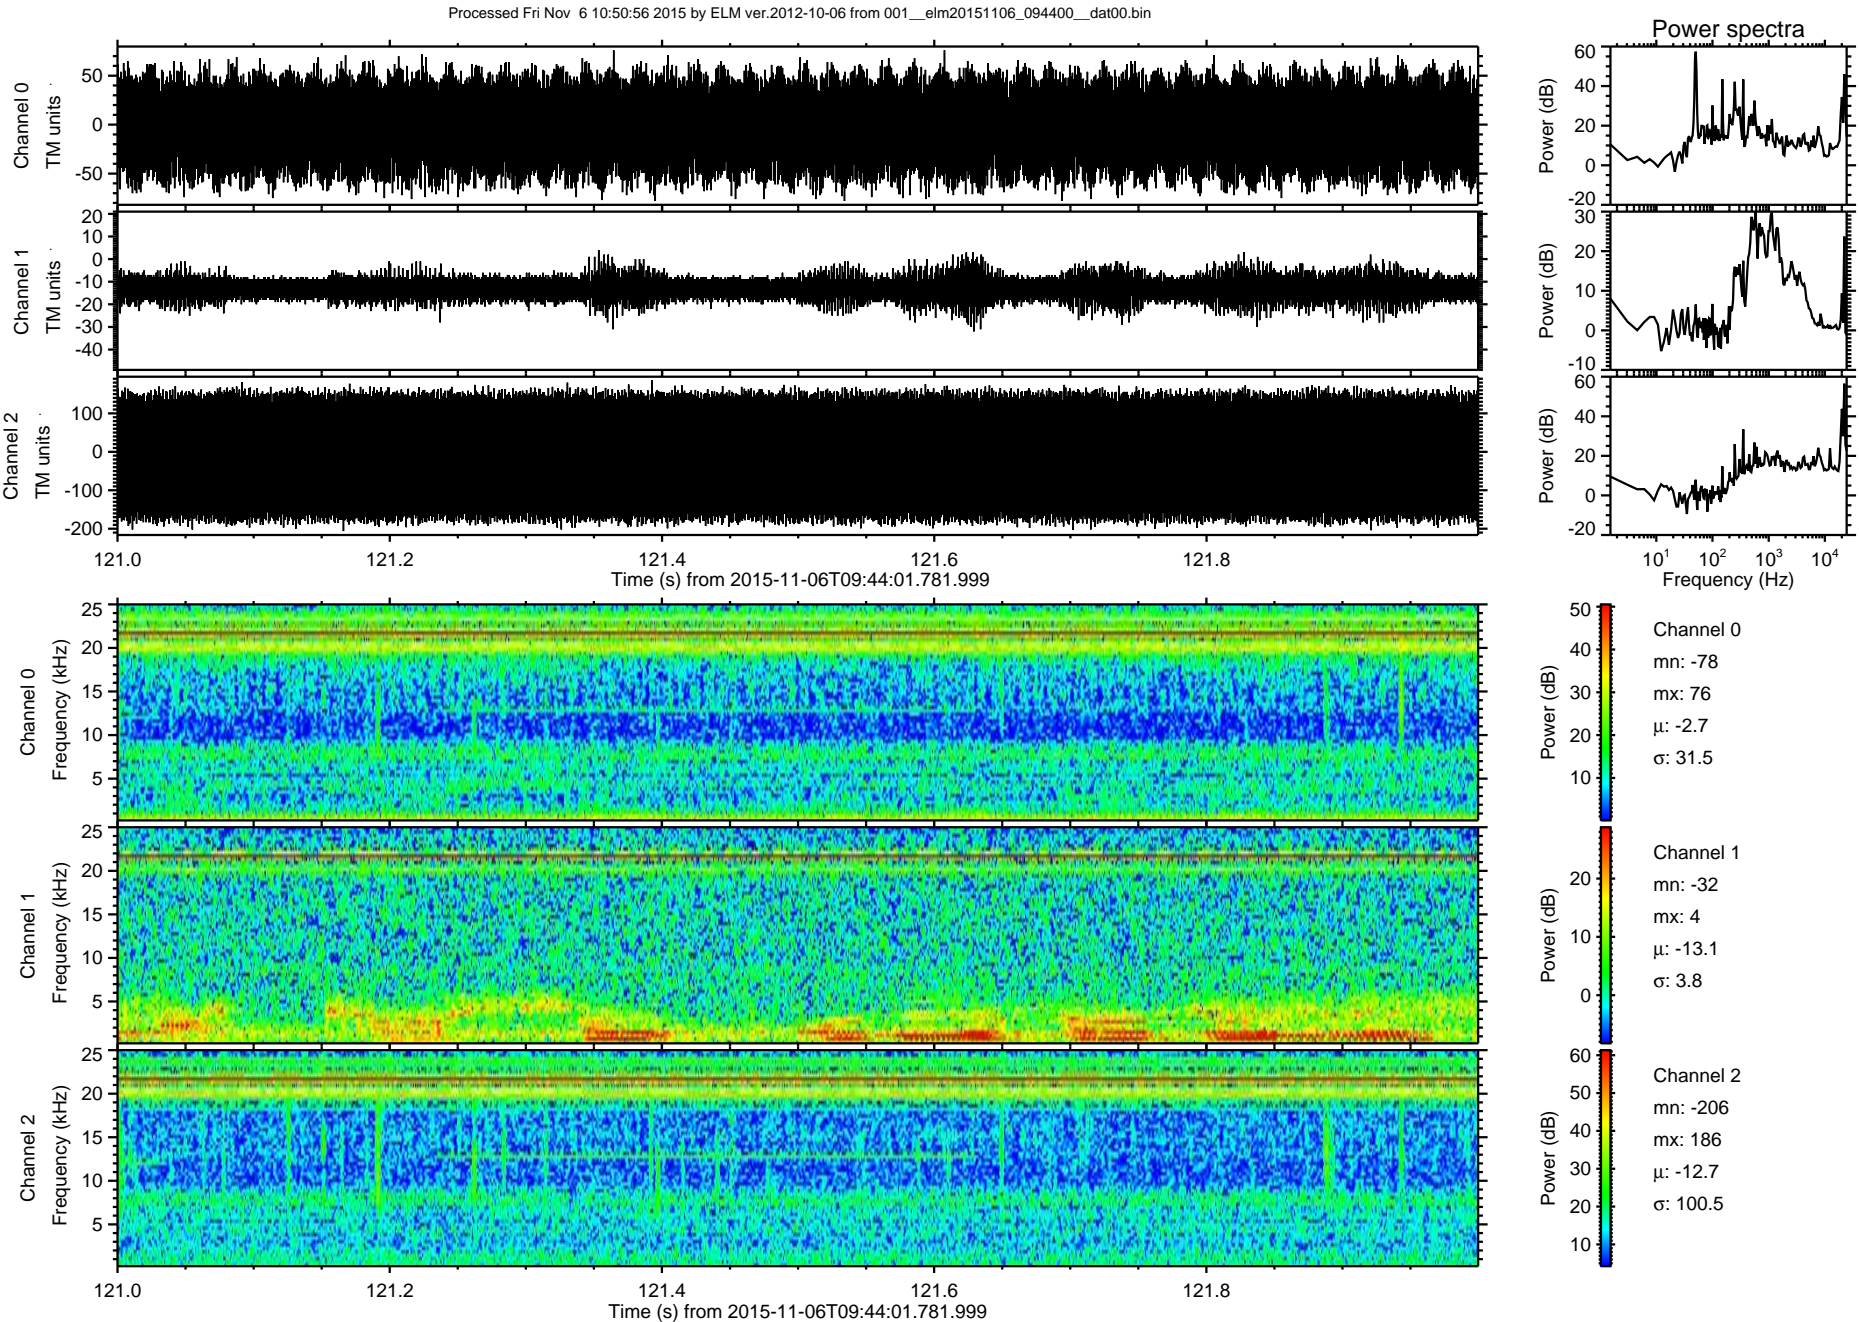 Processed Fri Nov  6 10:50:56 2015 by ELM ver.2012-10-06 from 001__elm20151106_094400__dat00.bin
Power spectra
Channel 0
TM units
50
0
-50
Power (dB)
60
40
20
0
-20
Channel 1
TM units
20
10
0
-10
-20
-30
-40
Power (dB)
30
20
10
0
-10
Channel 2
TM units
100
0
-100
-200
Power (dB)
60
40
20
0
-20
121.0 121.2 121.4 121.6 121.8
Time (s) from 2015-11-06T09:44:01.781.999
10^1 10^2 10^3 10^4
Frequency (Hz)
Channel 0
Frequency (kHz)
25
20
15
10
5
Power (dB)
50
40
30
20
10
Channel 0
mn: -78
mx: 76
μ: -2.7
σ: 31.5
Channel 1
Frequency (kHz)
25
20
15
10
5
Power (dB)
20
10
0
Channel 1
mn: -32
mx: 4
μ: -13.1
σ: 3.8
Channel 2
Frequency (kHz)
25
20
15
10
5
Power (dB)
60
50
40
30
20
10
Channel 2
mn: -206
mx: 186
μ: -12.7
σ: 100.5
121.0 121.2 121.4 121.6 121.8
Time (s) from 2015-11-06T09:44:01.781.999